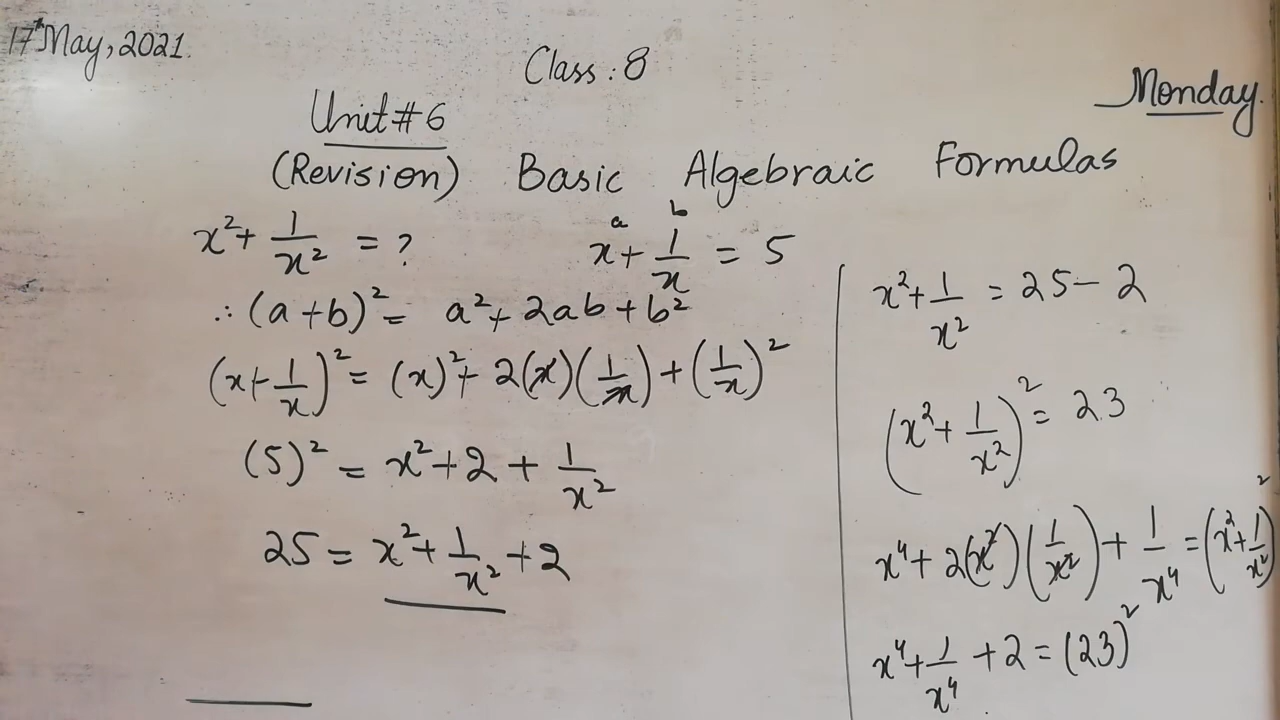 17th May, 2021.
Class : 8
Monday.
Unit # 6
(Revision) Basic Algebraic Formulas
x² + 1/x² = ?
a b
x + 1/x = 5
∴ (a + b)² = a² + 2ab + b²
(x + 1/x)² = (x)² + 2(x)(1/x) + (1/x)²
(5)² = x² + 2 + 1/x²
25 = x² + 1/x² + 2
x² + 1/x² = 25 - 2
(x² + 1/x²)² = 23
x⁴ + 2(x²)(1/x²) + 1/x⁴ = (x² + 1/x²)²
x⁴ + 1/x⁴ + 2 = (23)²